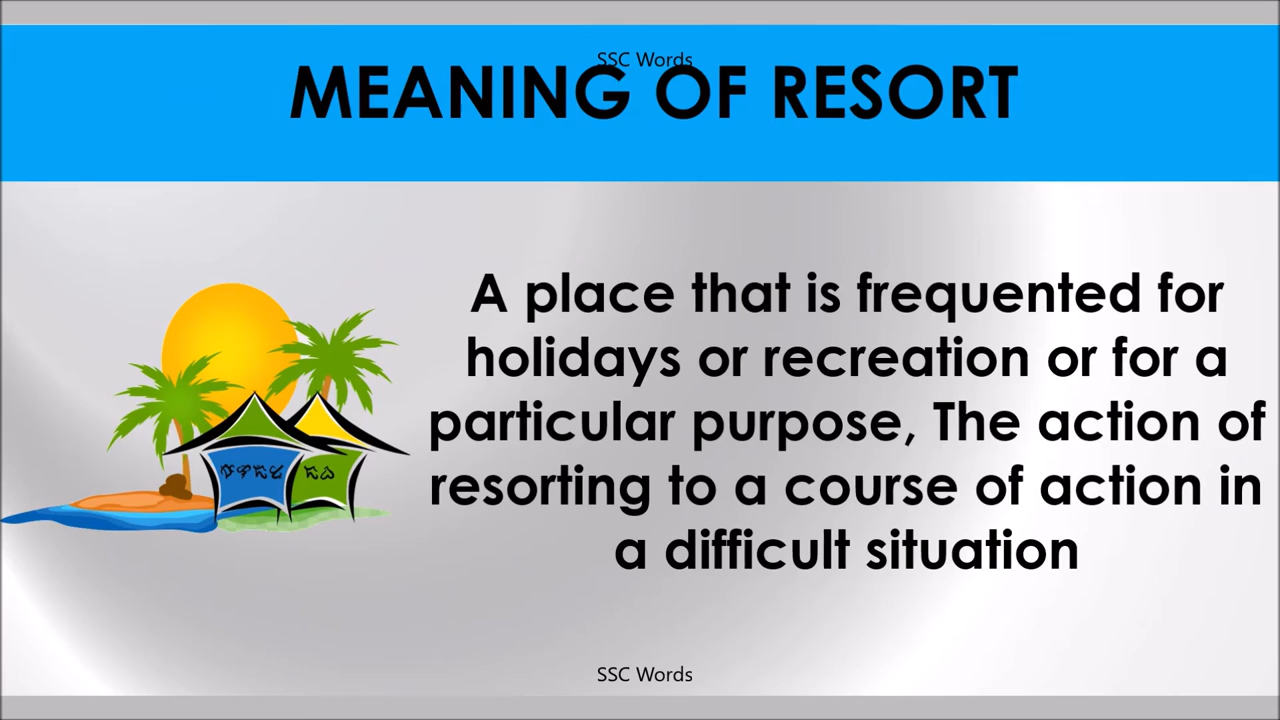 SSC Words
MEANING OF RESORT
A place that is frequented for
holidays or recreation or for a
particular purpose, The action of
resorting to a course of action in
a difficult situation
SSC Words